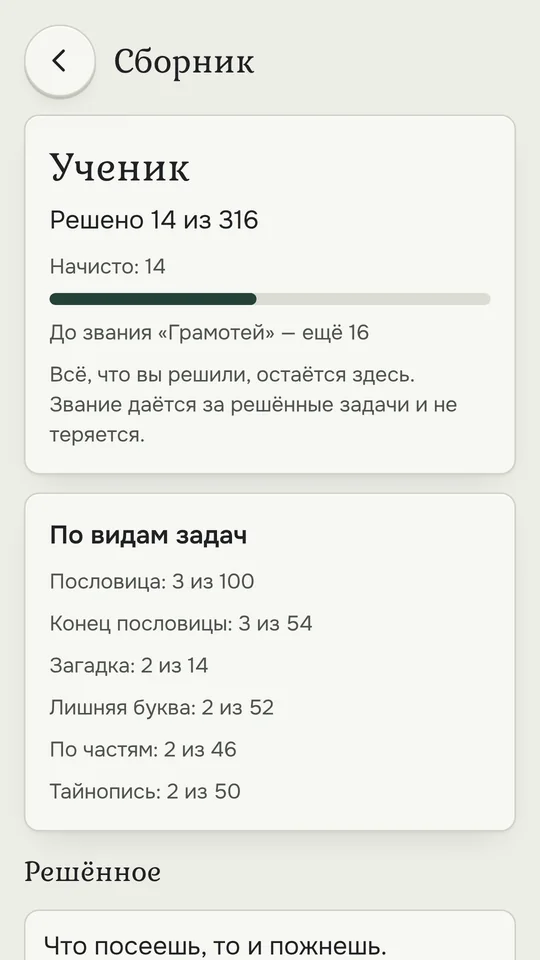 Сборник
Ученик
Решено 14 из 316
Начисто: 14
До звания «Грамотей» — ещё 16
Всё, что вы решили, остаётся здесь.
Звание даётся за решённые задачи и не
теряется.
По видам задач
Пословица: 3 из 100
Конец пословицы: 3 из 54
Загадка: 2 из 14
Лишняя буква: 2 из 52
По частям: 2 из 46
Тайнопись: 2 из 50
Решённое
Что посеешь, то и пожнешь.